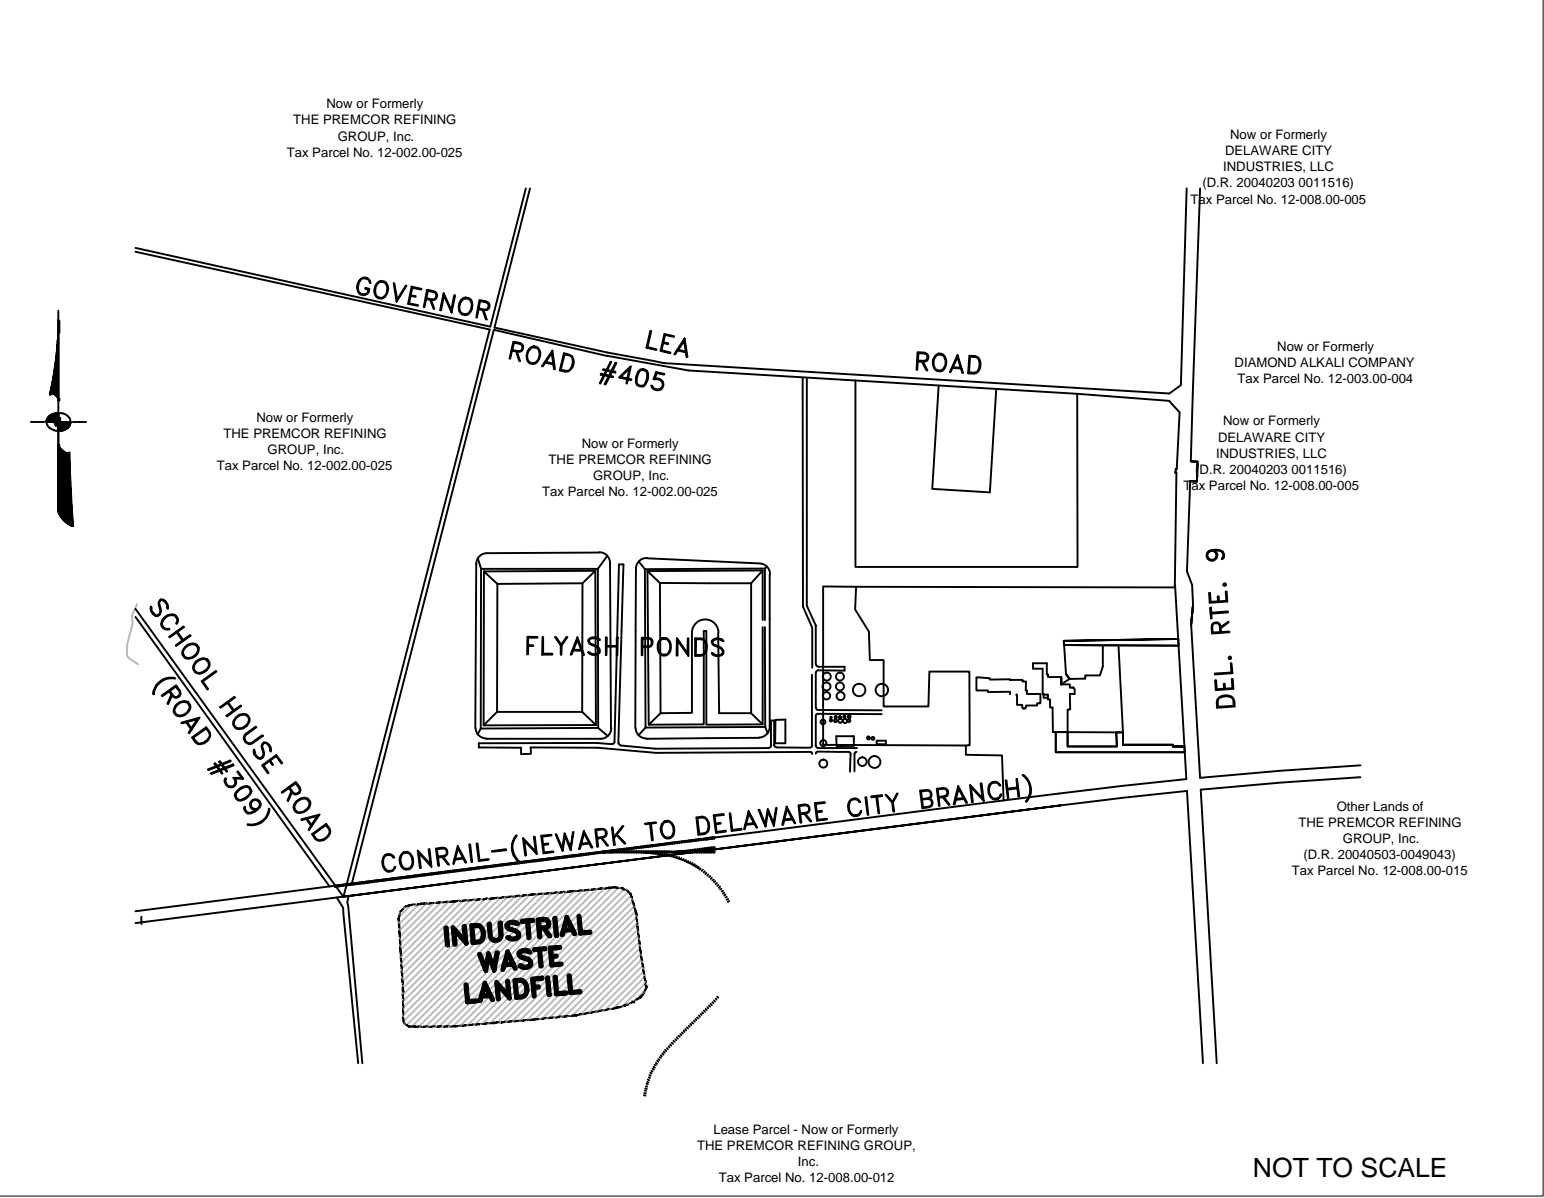 Now or Formerly
THE PREMCOR REFINING
GROUP, Inc.
Tax Parcel No. 12-002.00-025
Now or Formerly
DELAWARE CITY
INDUSTRIES, LLC
(D.R. 20040203 0011516)
Tax Parcel No. 12-008.00-005
GOVERNOR LEA ROAD
ROAD #405
Now or Formerly
DIAMOND ALKALI COMPANY
Tax Parcel No. 12-003.00-004
Now or Formerly
THE PREMCOR REFINING
GROUP, Inc.
Tax Parcel No. 12-002.00-025
Now or Formerly
THE PREMCOR REFINING
GROUP, Inc.
Tax Parcel No. 12-002.00-025
Now or Formerly
DELAWARE CITY
INDUSTRIES, LLC
(D.R. 20040203 0011516)
Tax Parcel No. 12-008.00-005
DEL. RTE. 9
FLYASH PONDS
SCHOOL HOUSE ROAD
(ROAD #309)
CONRAIL-(NEWARK TO DELAWARE CITY BRANCH)
Other Lands of
THE PREMCOR REFINING
GROUP, Inc.
(D.R. 20040503-0049043)
Tax Parcel No. 12-008.00-015
INDUSTRIAL
WASTE
LANDFILL
Lease Parcel - Now or Formerly
THE PREMCOR REFINING GROUP,
Inc.
Tax Parcel No. 12-008.00-012
NOT TO SCALE